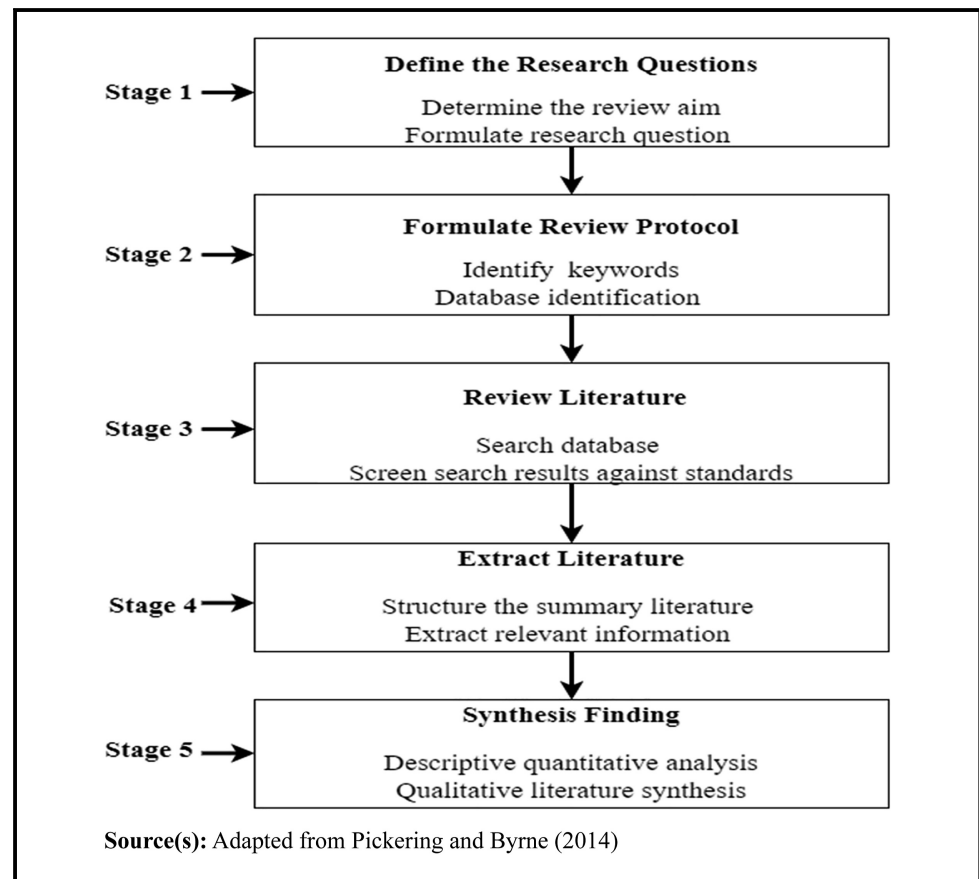 Define the Research Questions
Stage 1
Determine the review aim
Formulate research question
Formulate Review Protocol
Stage 2
Identify keywords
Database identification
Review Literature
Stage 3
Search database
Screen search results against standards
Extract Literature
Stage 4
Structure the summary literature
Extract relevant information
Synthesis Finding
Stage 5
Descriptive quantitative analysis
Qualitative literature synthesis
Source(s): Adapted from Pickering and Byrne (2014)